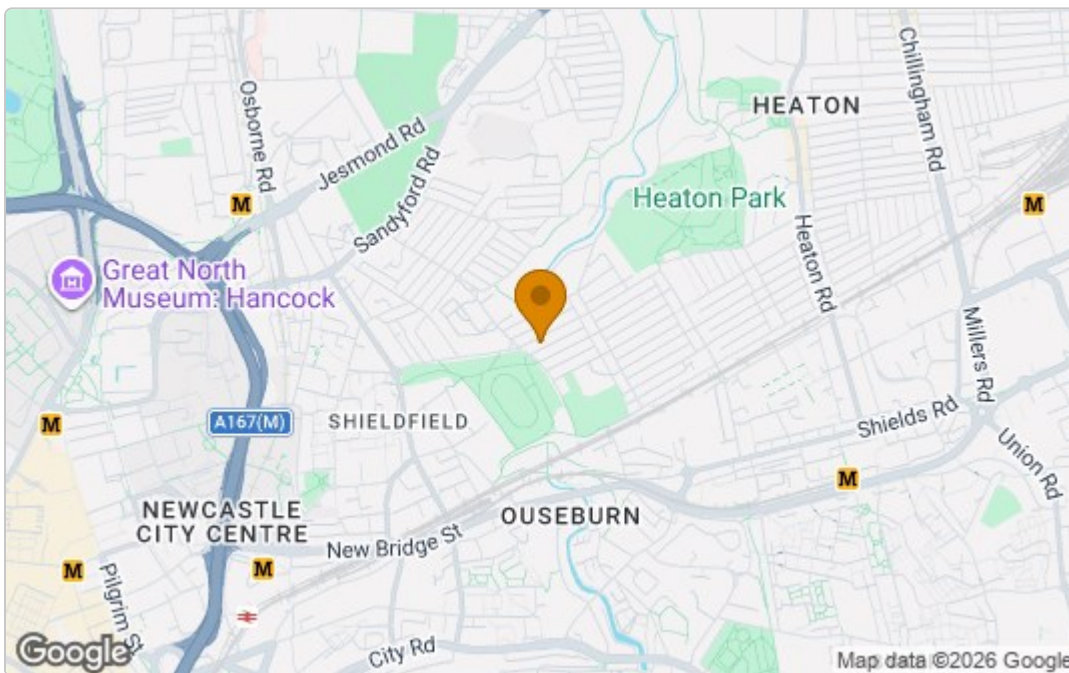 Osborne Rd
Jesmond Rd
Sandyford Rd
HEATON
Chillingham Rd
Heaton Park
M
M
Great North
Museum: Hancock
Heaton Rd
Millers Rd
M
A167(M)
SHIELDFIELD
Shields Rd
Union Rd
M
NEWCASTLE
CITY CENTRE
OUSEBURN
New Bridge St
M
M
Pilgrim St
City Rd
Google
Map data ©2026 Google